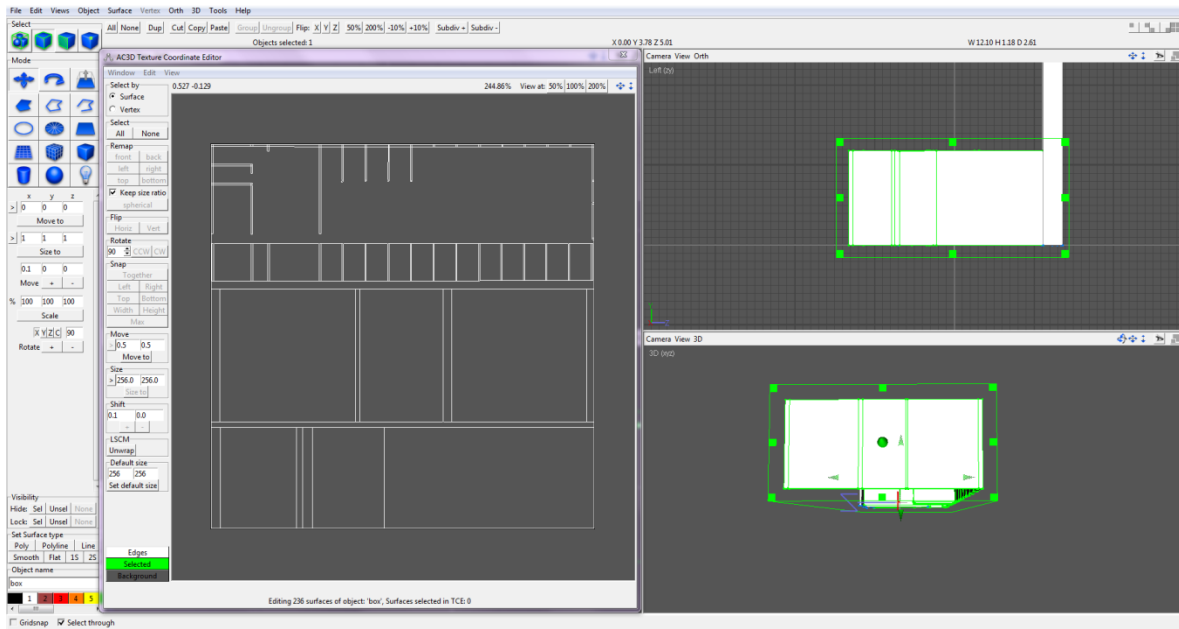 File Edit Views Object Surface Vertex Orth 3D Tools Help
Select
All None Dup Cut Copy Paste Group Ungroup Flip: X Y Z 50% 200% -10% +10% Subdiv + Subdiv -
Objects selected: 1 X 0.00 Y 3.78 Z 5.01 W 12.10 H 1.18 D 2.61
Mode
x y z
> 0 0 0
Move to
> 1 1 1
Size to
0.1 0 0
Move + -
% 100 100 100
Scale
X Y Z C 90
Rotate + -
Visibility
Hide: Sel Unsel None
Lock: Sel Unsel None
Set Surface type
Poly Polyline Line
Smooth Flat 1S 2S
Object name
box
1 2 3 4 5
Gridsnap Select through
AC3D Texture Coordinate Editor
Window Edit View
Select by
Surface
Vertex
0.527 -0.129 244.86% View at: 50% 100% 200%
Select
All None
Remap
front back
left right
top bottom
Keep size ratio
spherical
Flip
Horiz Vert
Rotate
90 CCW CW
Snap
Together
Left Right
Top Bottom
Width Height
Max
Move
> 0.5 0.5
Move to
Size
> 256.0 256.0
Size to
Shift
0.1 0.0
+ -
LSCM
Unwrap
Default size
256 256
Set default size
Edges
Selected
Background
Editing 236 surfaces of object: 'box', Surfaces selected in TCE: 0
Camera View Orth
Left (zy)
Camera View 3D
3D (xyz)